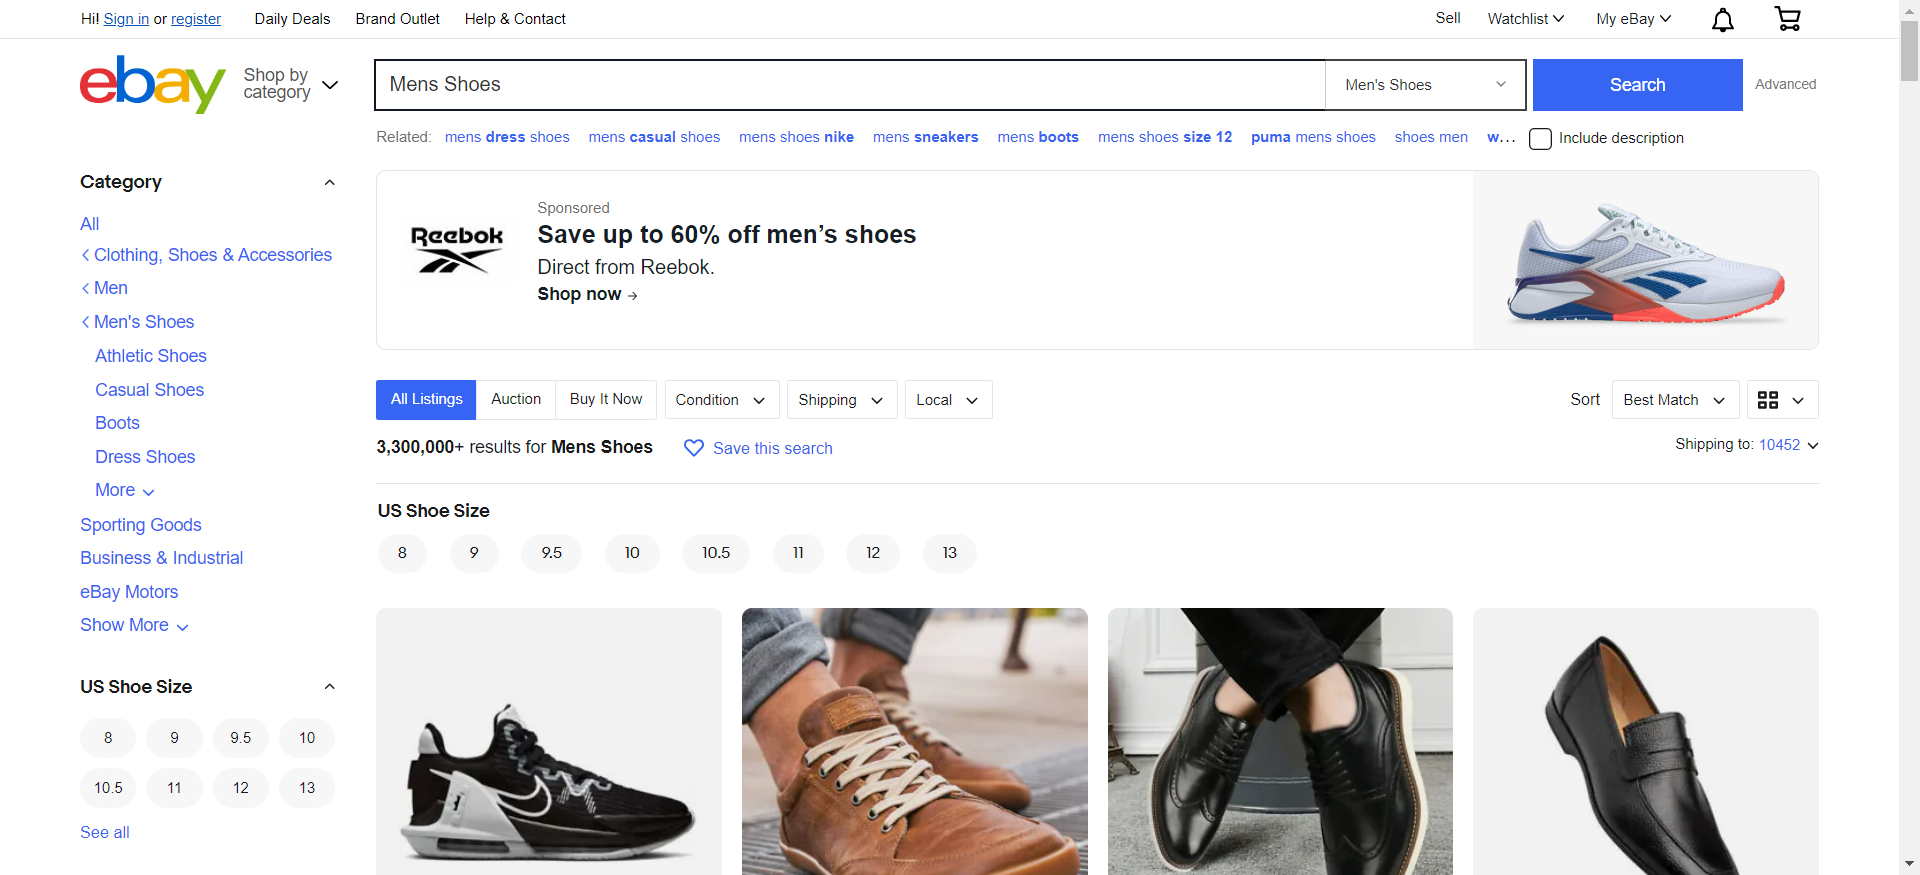 Hi! Sign in or register Daily Deals Brand Outlet Help & Contact Sell Watchlist My eBay
ebay Shop by category Mens Shoes Men's Shoes Search Advanced
Related: mens dress shoes mens casual shoes mens shoes nike mens sneakers mens boots mens shoes size 12 puma mens shoes shoes men w... Include description
Category
All
Clothing, Shoes & Accessories
Men
Men's Shoes
Athletic Shoes
Casual Shoes
Boots
Dress Shoes
More
Sporting Goods
Business & Industrial
eBay Motors
Show More
US Shoe Size
8 9 9.5 10
10.5 11 12 13
See all
Reebok
Sponsored
Save up to 60% off men’s shoes
Direct from Reebok.
Shop now →
All Listings Auction Buy It Now Condition Shipping Local Sort Best Match
3,300,000+ results for Mens Shoes Save this search Shipping to: 10452
US Shoe Size
8 9 9.5 10 10.5 11 12 13